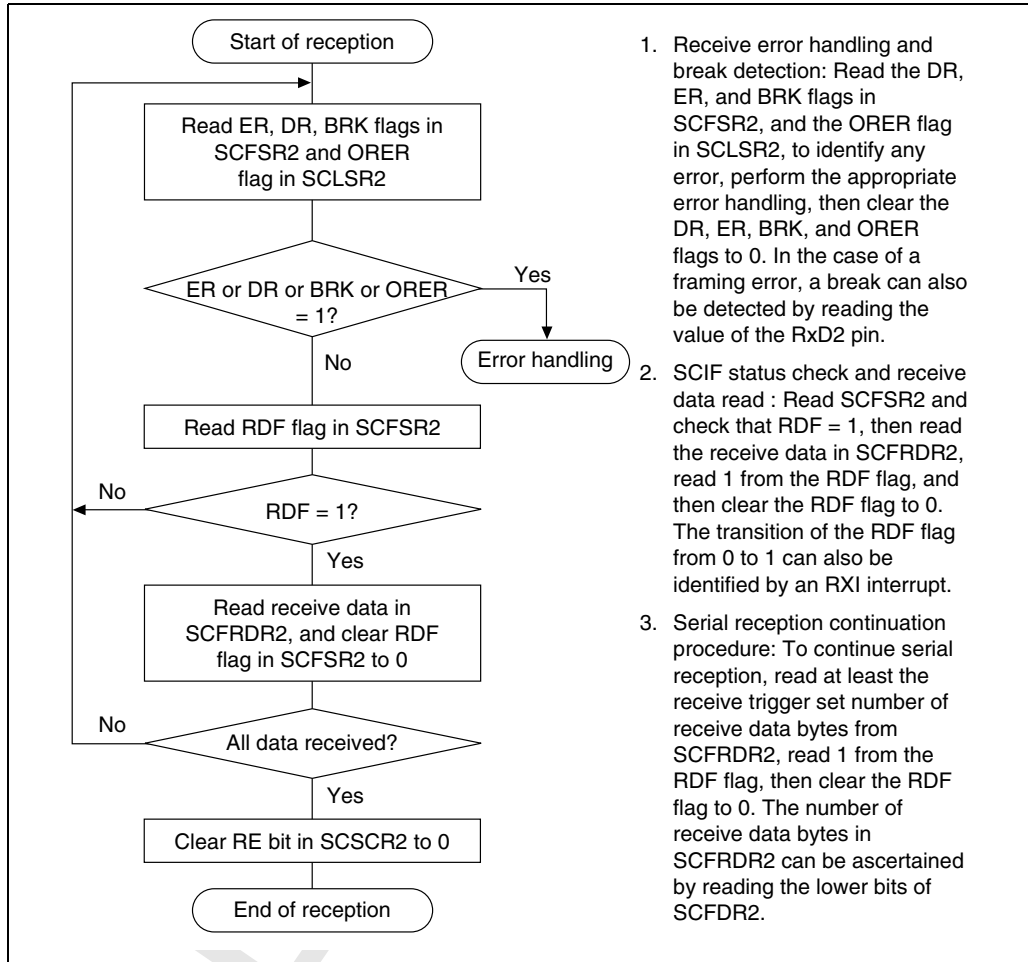 Start of reception
Read ER, DR, BRK flags in
SCFSR2 and ORER
flag in SCLSR2
ER or DR or BRK or ORER
= 1?
Yes
Error handling
No
Read RDF flag in SCFSR2
No
RDF = 1?
Yes
Read receive data in
SCFRDR2, and clear RDF
flag in SCFSR2 to 0
No
All data received?
Yes
Clear RE bit in SCSCR2 to 0
End of reception
1. Receive error handling and
break detection: Read the DR,
ER, and BRK flags in
SCFSR2, and the ORER flag
in SCLSR2, to identify any
error, perform the appropriate
error handling, then clear the
DR, ER, BRK, and ORER
flags to 0. In the case of a
framing error, a break can also
be detected by reading the
value of the RxD2 pin.
2. SCIF status check and receive
data read : Read SCFSR2 and
check that RDF = 1, then read
the receive data in SCFRDR2,
read 1 from the RDF flag, and
then clear the RDF flag to 0.
The transition of the RDF flag
from 0 to 1 can also be
identified by an RXI interrupt.
3. Serial reception continuation
procedure: To continue serial
reception, read at least the
receive trigger set number of
receive data bytes from
SCFRDR2, read 1 from the
RDF flag, then clear the RDF
flag to 0. The number of
receive data bytes in
SCFRDR2 can be ascertained
by reading the lower bits of
SCFDR2.